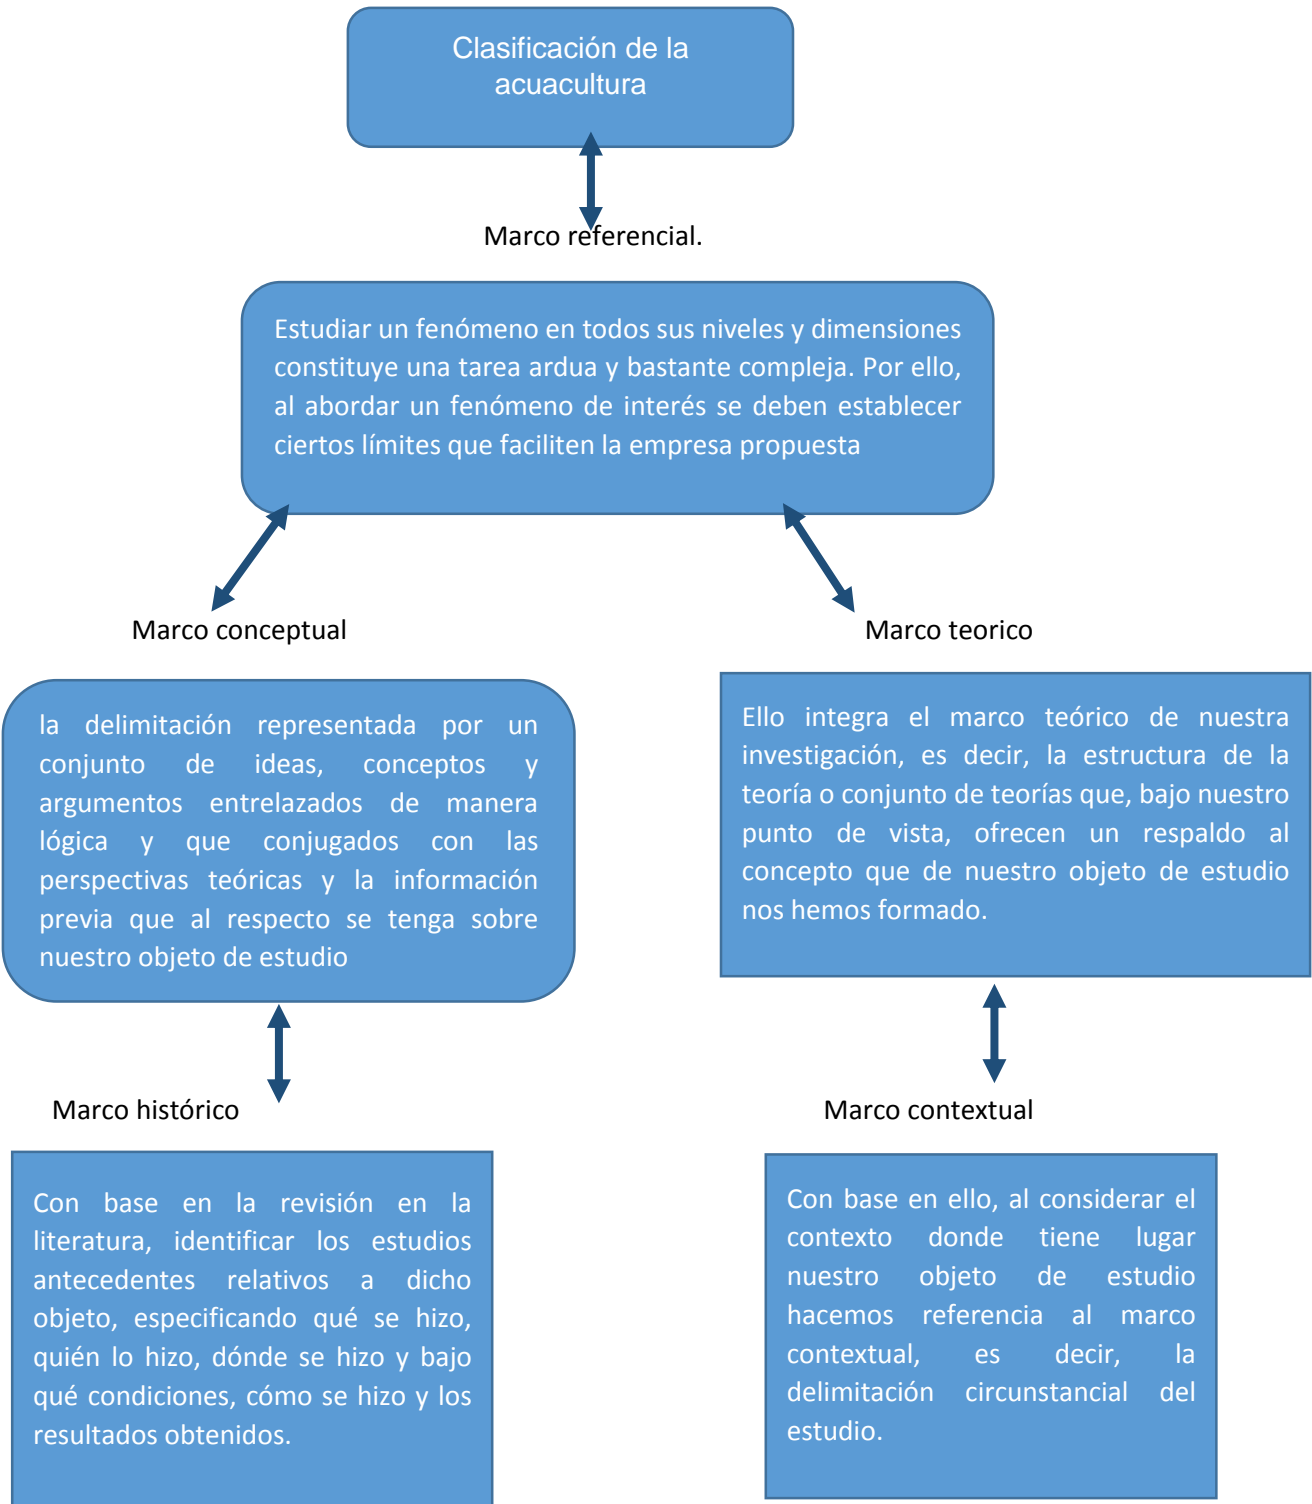 Clasificación de la
acuacultura
Marco referencial.
Estudiar un fenómeno en todos sus niveles y dimensiones
constituye una tarea ardua y bastante compleja. Por ello,
al abordar un fenómeno de interés se deben establecer
ciertos límites que faciliten la empresa propuesta
Marco conceptual
la delimitación representada por un
conjunto de ideas, conceptos y
argumentos entrelazados de manera
lógica y que conjugados con las
perspectivas teóricas y la información
previa que al respecto se tenga sobre
nuestro objeto de estudio
Marco teorico
Ello integra el marco teórico de nuestra
investigación, es decir, la estructura de la
teoría o conjunto de teorías que, bajo nuestro
punto de vista, ofrecen un respaldo al
concepto que de nuestro objeto de estudio
nos hemos formado.
Marco histórico
Con base en la revisión en la
literatura, identificar los estudios
antecedentes relativos a dicho
objeto, especificando qué se hizo,
quién lo hizo, dónde se hizo y bajo
qué condiciones, cómo se hizo y los
resultados obtenidos.
Marco contextual
Con base en ello, al considerar el
contexto donde tiene lugar
nuestro objeto de estudio
hacemos referencia al marco
contextual, es decir, la
delimitación circunstancial del
estudio.